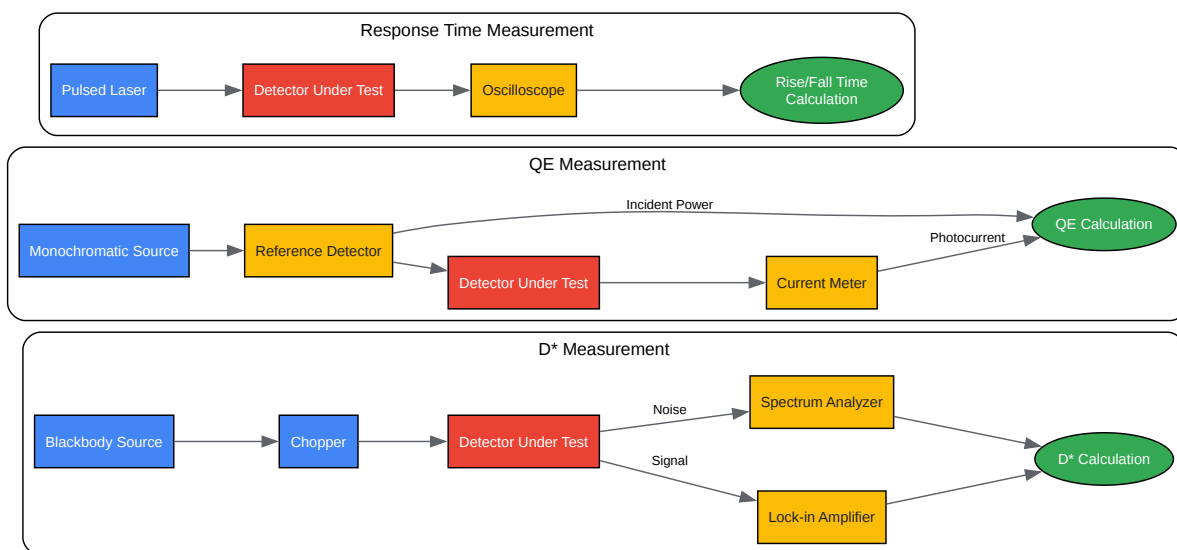 Response Time Measurement
Pulsed Laser
Detector Under Test
Oscilloscope
Rise/Fall Time
Calculation
QE Measurement
Monochromatic Source
Reference Detector
Incident Power
Detector Under Test
Current Meter
Photocurrent
QE Calculation
D* Measurement
Blackbody Source
Chopper
Detector Under Test
Noise
Spectrum Analyzer
Signal
Lock-in Amplifier
D* Calculation